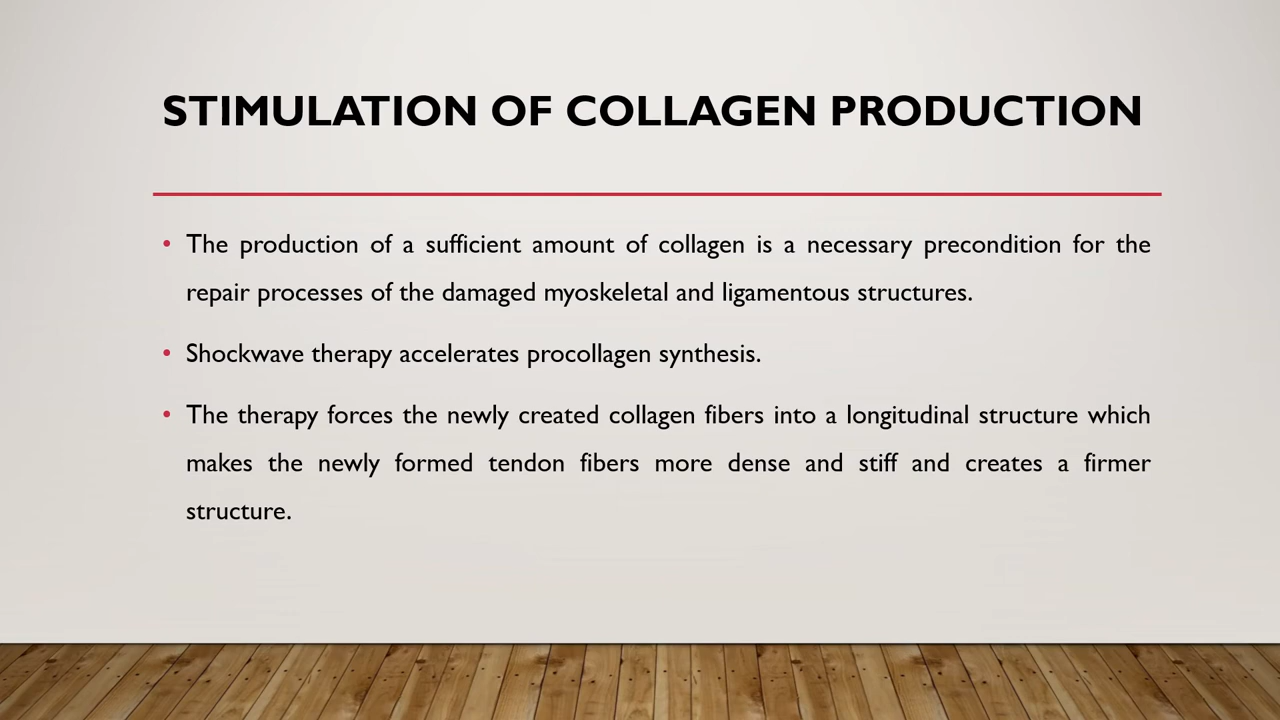 STIMULATION OF COLLAGEN PRODUCTION
• The production of a sufficient amount of collagen is a necessary precondition for the
repair processes of the damaged myoskeletal and ligamentous structures.
• Shockwave therapy accelerates procollagen synthesis.
• The therapy forces the newly created collagen fibers into a longitudinal structure which
makes the newly formed tendon fibers more dense and stiff and creates a firmer
structure.